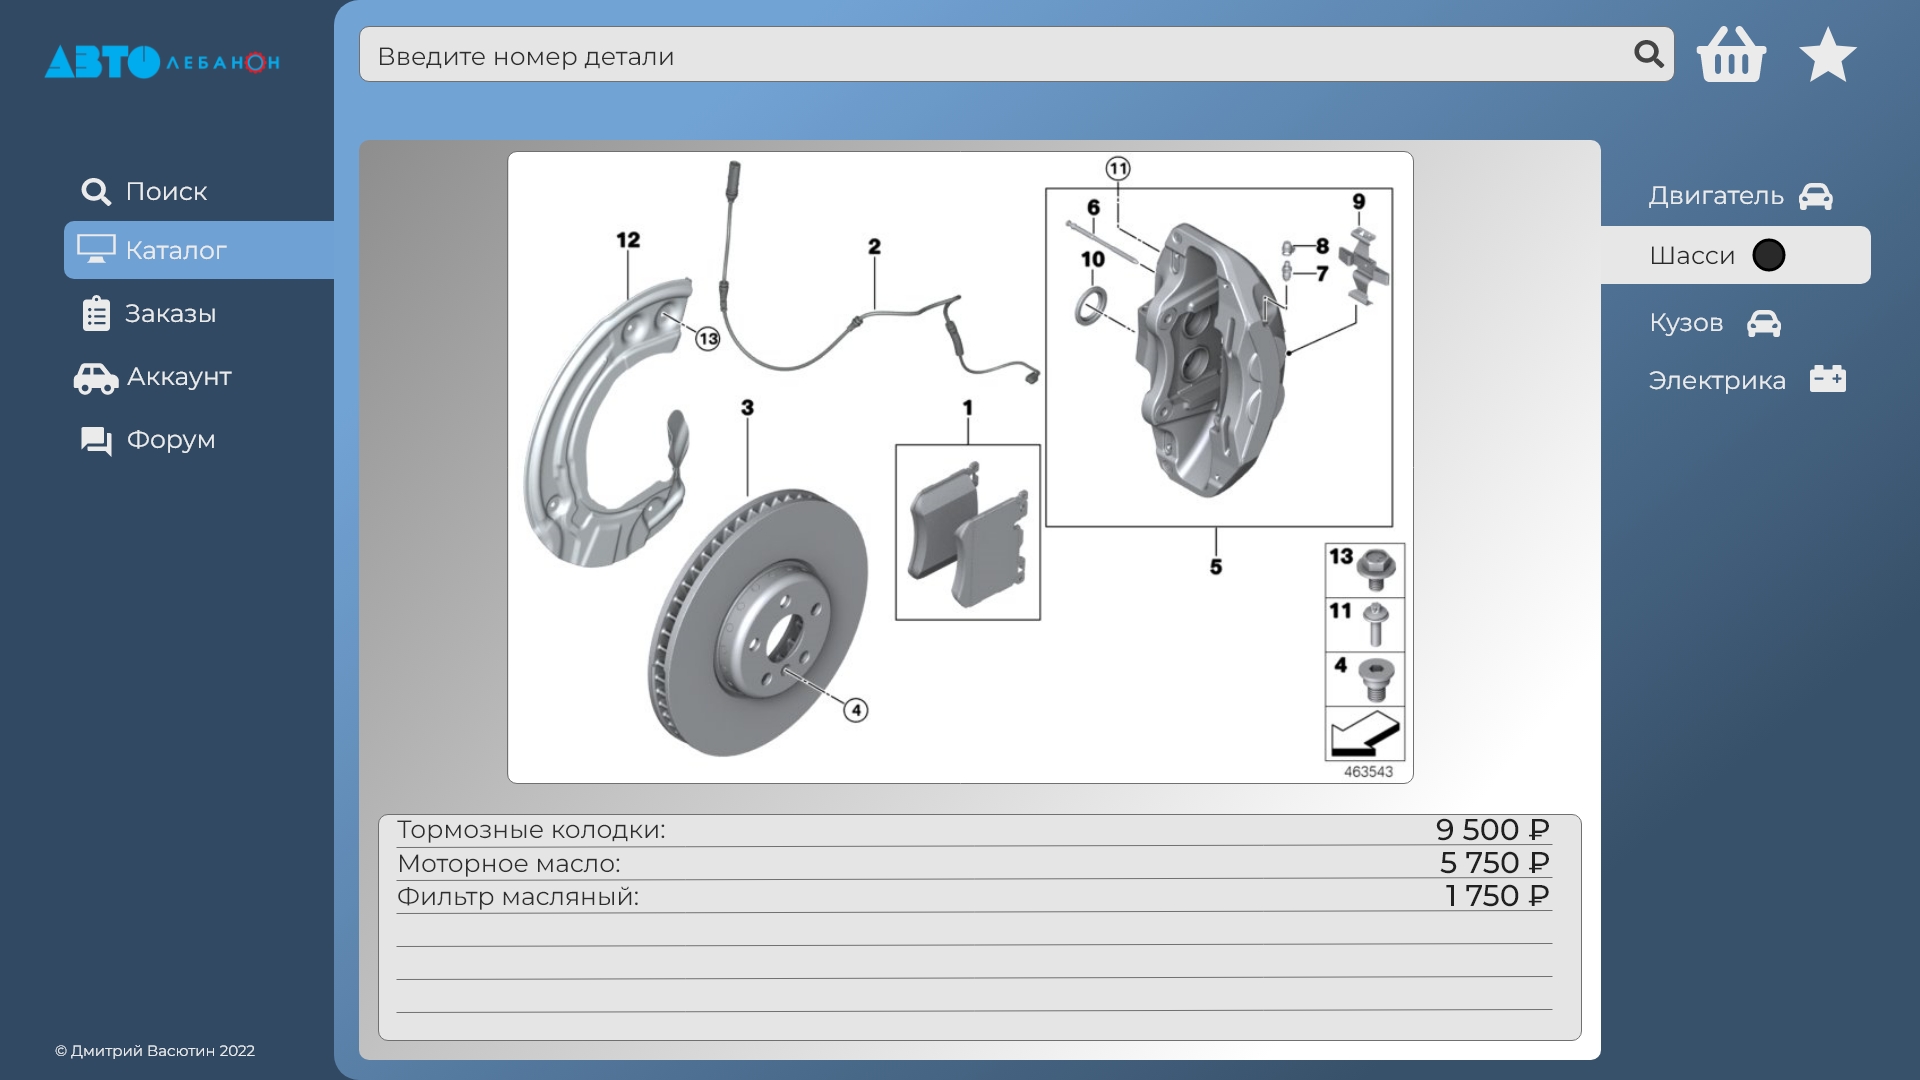 АВТО ЛЕБАНОН
Введите номер детали
Поиск
Каталог
Заказы
Аккаунт
Форум
11
6
9
8
7
10
12
2
13
3
1
5
4
13
11
4
463543
Двигатель
Шасси
Кузов
Электрика
Тормозные колодки: 9 500 ₽
Моторное масло: 5 750 ₽
Фильтр масляный: 1 750 ₽
© Дмитрий Васютин 2022